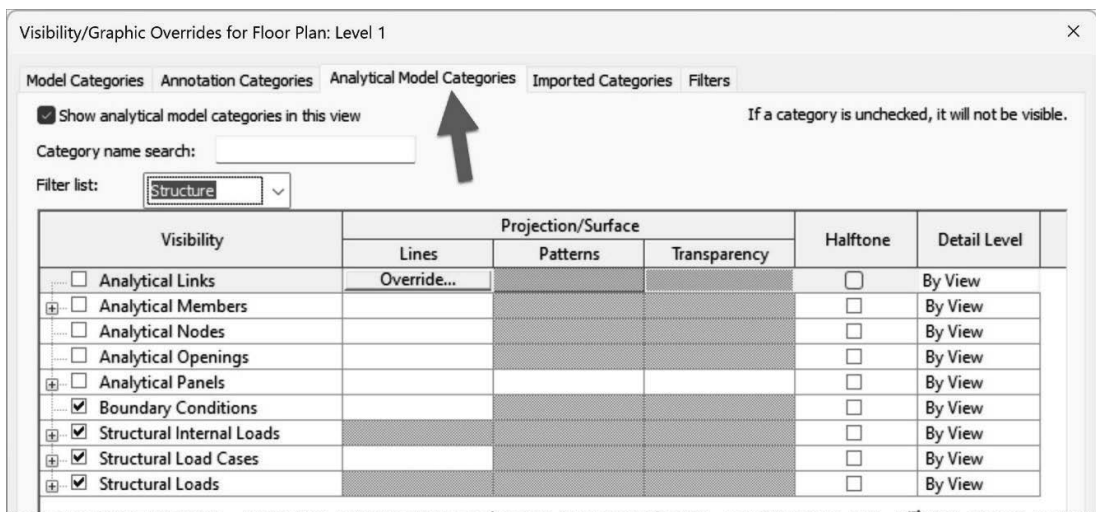 Visibility/Graphic Overrides for Floor Plan: Level 1
Model Categories Annotation Categories Analytical Model Categories Imported Categories Filters
Show analytical model categories in this view If a category is unchecked, it will not be visible.
Category name search:
Filter list: Structure
Visibility Projection/Surface Halftone Detail Level
Lines Patterns Transparency
Analytical Links Override... By View
Analytical Members By View
Analytical Nodes By View
Analytical Openings By View
Analytical Panels By View
Boundary Conditions By View
Structural Internal Loads By View
Structural Load Cases By View
Structural Loads By View